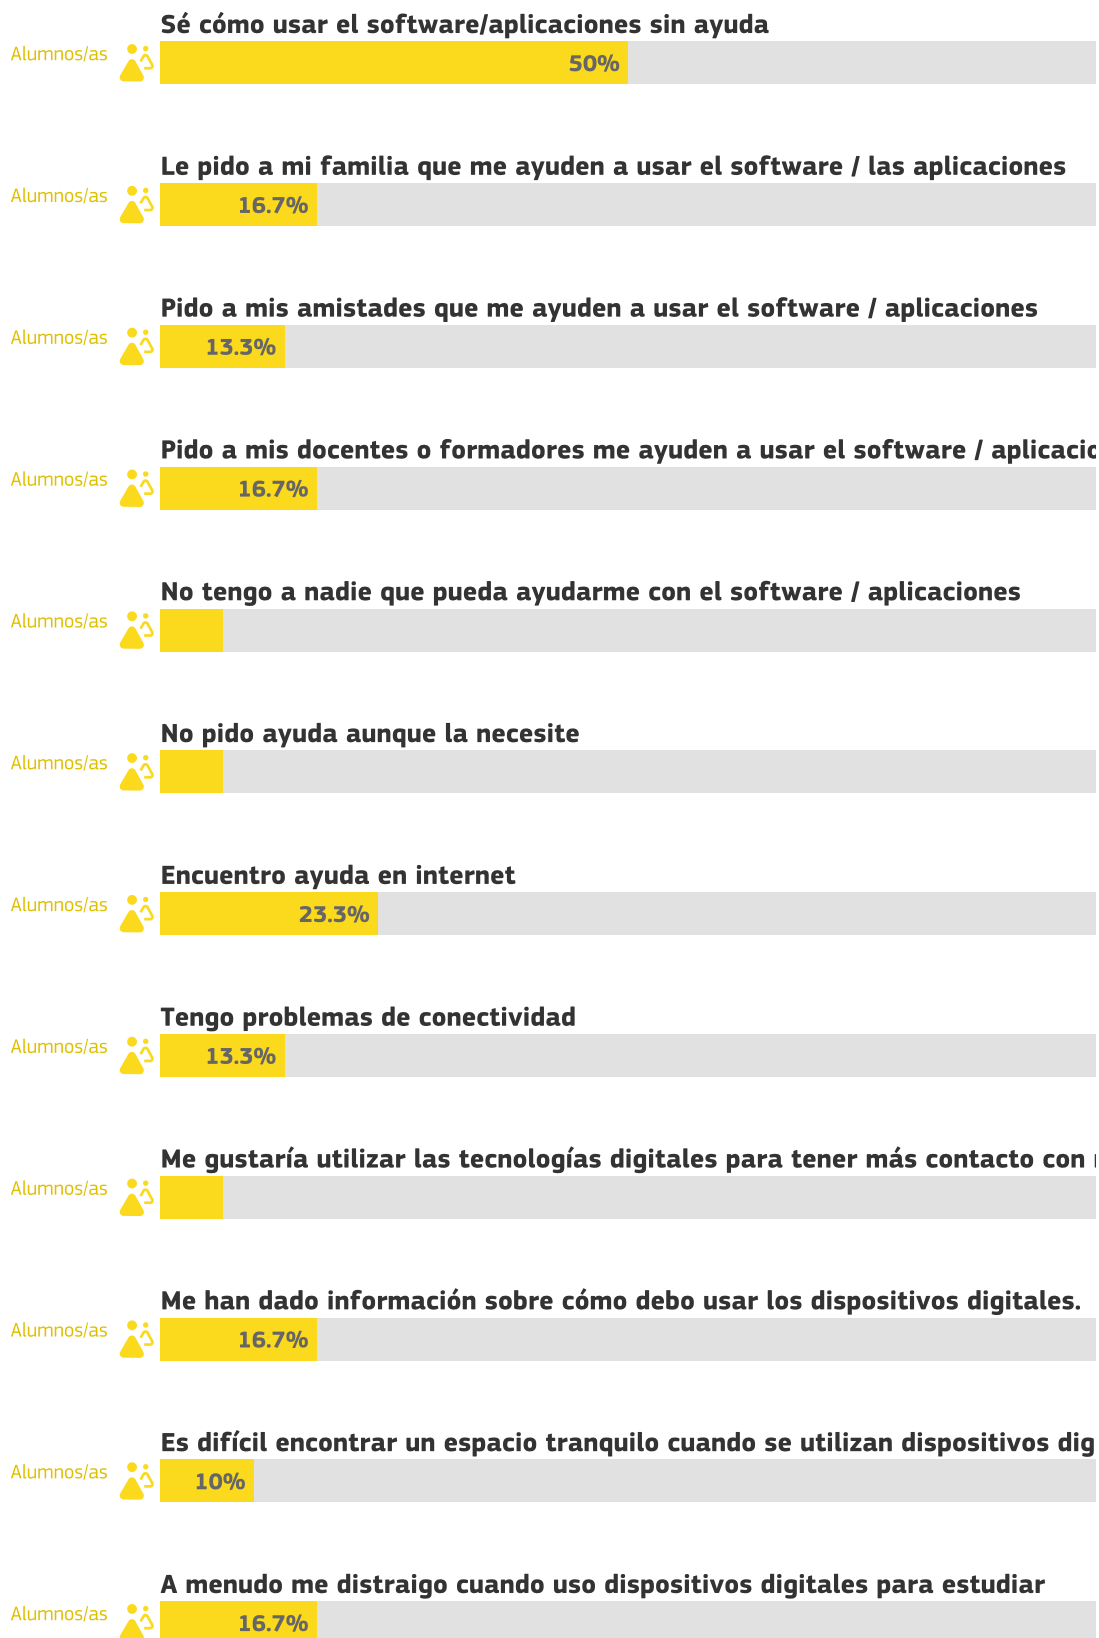 Sé cómo usar el software/aplicaciones sin ayuda
Alumnos/as
50%
Le pido a mi familia que me ayuden a usar el software / las aplicaciones
Alumnos/as
16.7%
Pido a mis amistades que me ayuden a usar el software / aplicaciones
Alumnos/as
13.3%
Pido a mis docentes o formadores me ayuden a usar el software / aplicacio
Alumnos/as
16.7%
No tengo a nadie que pueda ayudarme con el software / aplicaciones
Alumnos/as
No pido ayuda aunque la necesite
Alumnos/as
Encuentro ayuda en internet
Alumnos/as
23.3%
Tengo problemas de conectividad
Alumnos/as
13.3%
Me gustaría utilizar las tecnologías digitales para tener más contacto con
Alumnos/as
Me han dado información sobre cómo debo usar los dispositivos digitales.
Alumnos/as
16.7%
Es difícil encontrar un espacio tranquilo cuando se utilizan dispositivos dig
Alumnos/as
10%
A menudo me distraigo cuando uso dispositivos digitales para estudiar
Alumnos/as
16.7%